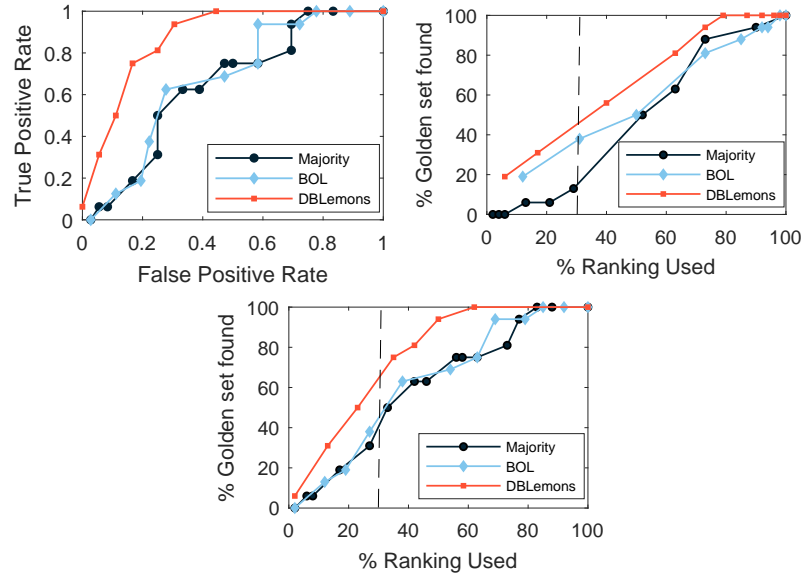 True Positive Rate
1
0.8
0.6
0.4
0.2
0
0 0.2 0.4 0.6 0.8 1
False Positive Rate
Majority
BOL
DBLemons
% Golden set found
100
80
60
40
20
0
0 20 40 60 80 100
% Ranking Used
Majority
BOL
DBLemons
% Golden set found
100
80
60
40
20
0
0 20 40 60 80 100
% Ranking Used
Majority
BOL
DBLemons